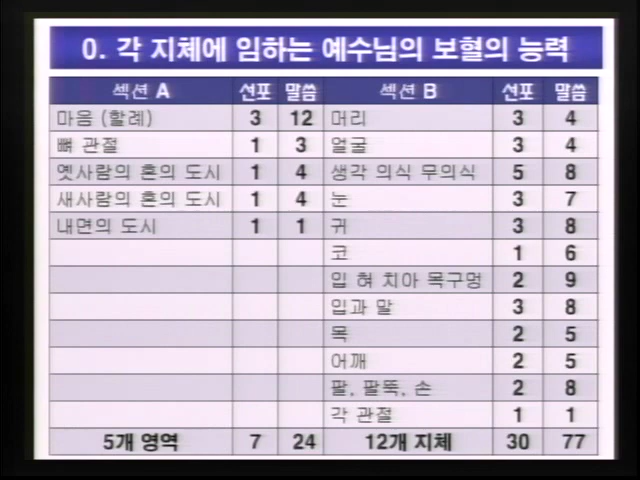 0. 각 지체에 임하는 예수님의 보혈의 능력
섹션 A 선포 말씀 섹션 B 선포 말씀
마음 (할례) 3 12 머리 3 4
뼈 관절 1 3 얼굴 3 4
옛사람의 혼의 도시 1 4 생각 의식 무의식 5 8
새사람의 혼의 도시 1 4 눈 3 7
내면의 도시 1 1 귀 3 8
코 1 6
입 혀 치아 목구멍 2 9
입과 말 3 8
목 2 5
어깨 2 5
팔, 팔뚝, 손 2 8
각 관절 1 1
5개 영역 7 24 12개 지체 30 77